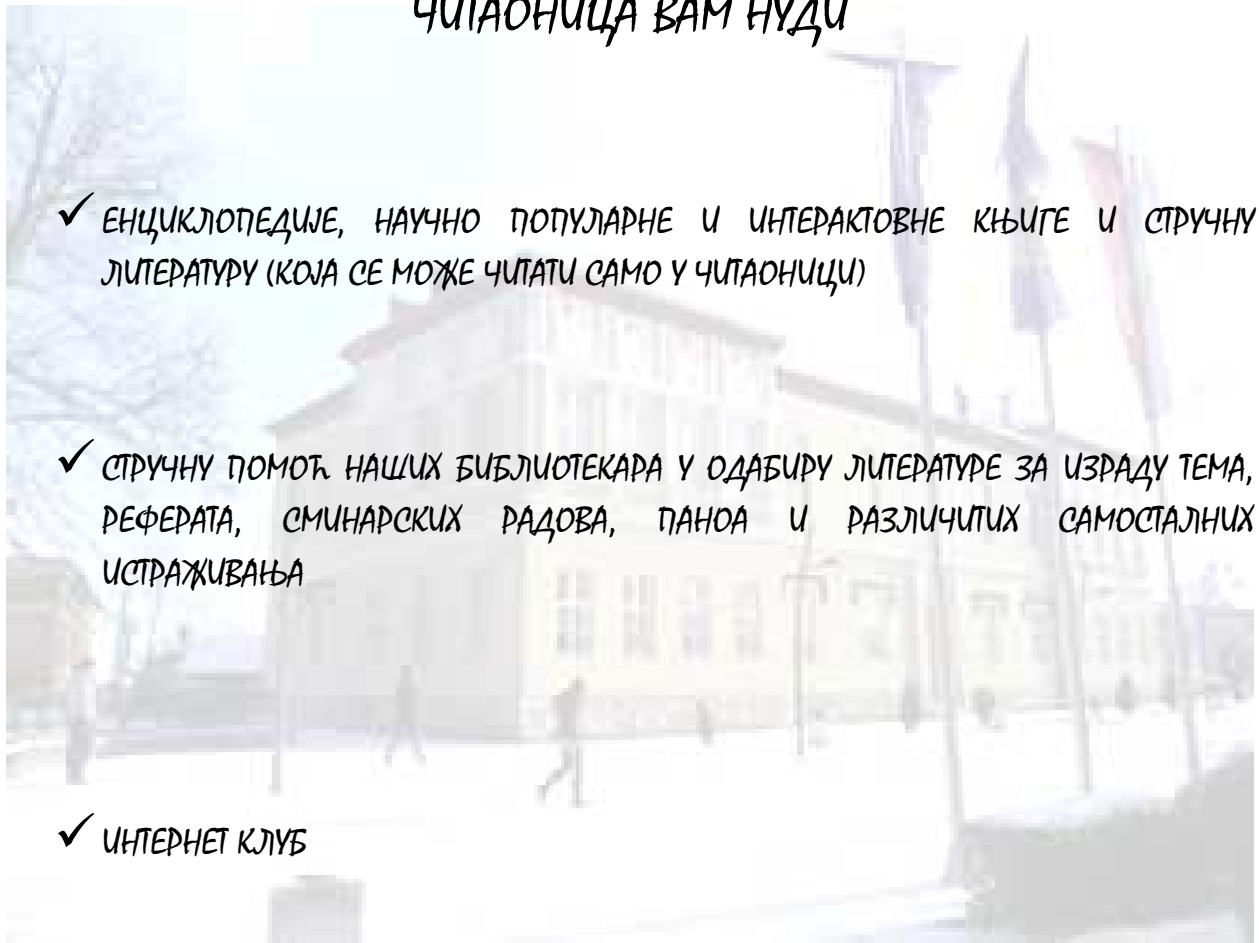 ЧИТАОНИЦА ВАМ НУДИ
✓ ЕНЦИКЛОПЕДИЈЕ, НАУЧНО ПОПУЛАРНЕ И ИНТЕРАКТОВНЕ КЊИГЕ И СТРУЧНУ
ЛИТЕРАТУРУ (КОЈА СЕ МОЖЕ ЧИТАТИ САМО У ЧИТАОНИЦИ)
✓ СТРУЧНУ ПОМОЋ НАШИХ БИБЛИОТЕКАРА У ОДАБИРУ ЛИТЕРАТУРЕ ЗА ИЗРАДУ ТЕМА,
РЕФЕРАТА, СМИНАРСКИХ РАДОВА, ПАНОА И РАЗЛИЧИТИХ САМОСТАЛНИХ
ИСТРАЖИВАЊА
✓ ИНТЕРНЕТ КЛУБ